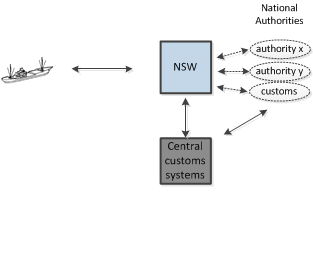 National
Authorities
NSW
authority x
authority y
customs
Central
customs
systems